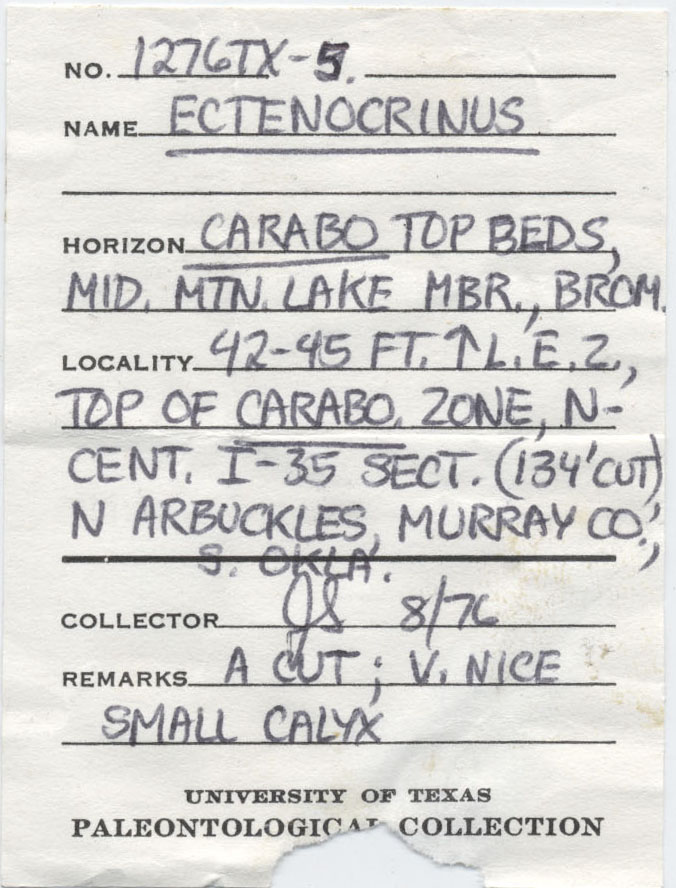 NO. 1276TX-5.
NAME ECTENOCRINUS
HORIZON CARABO TOP BEDS,
MID. MTN. LAKE MBR., BROM.
LOCALITY 42-45 FT. ↑ L.E.Z.,
TOP OF CARABO. ZONE, N-
CENT. I-35 SECT. (134' CUT)
N ARBUCKLES, MURRAY CO.,
S. OKLA.
COLLECTOR JS 8/76
REMARKS A CUT; V. NICE
SMALL CALYX
UNIVERSITY OF TEXAS
PALEONTOLOGICAL COLLECTION